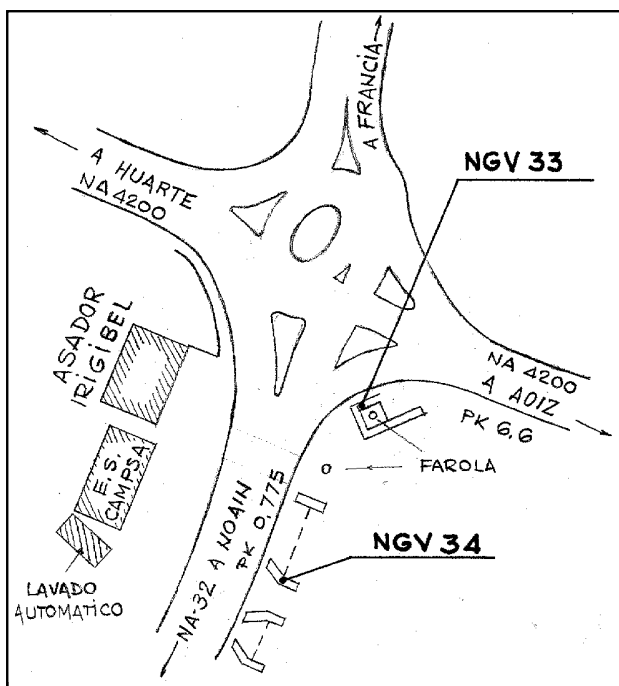 A FRANCIA
A HUARTE
NA 4200
NGV 33
ASADOR
IRIGIBEL
NA 4200
A AOIZ
PK 6,6
E.S.
CAMPSA
FAROLA
NA-32 A NOAIN
PK 0,775
NGV 34
LAVADO
AUTOMATICO